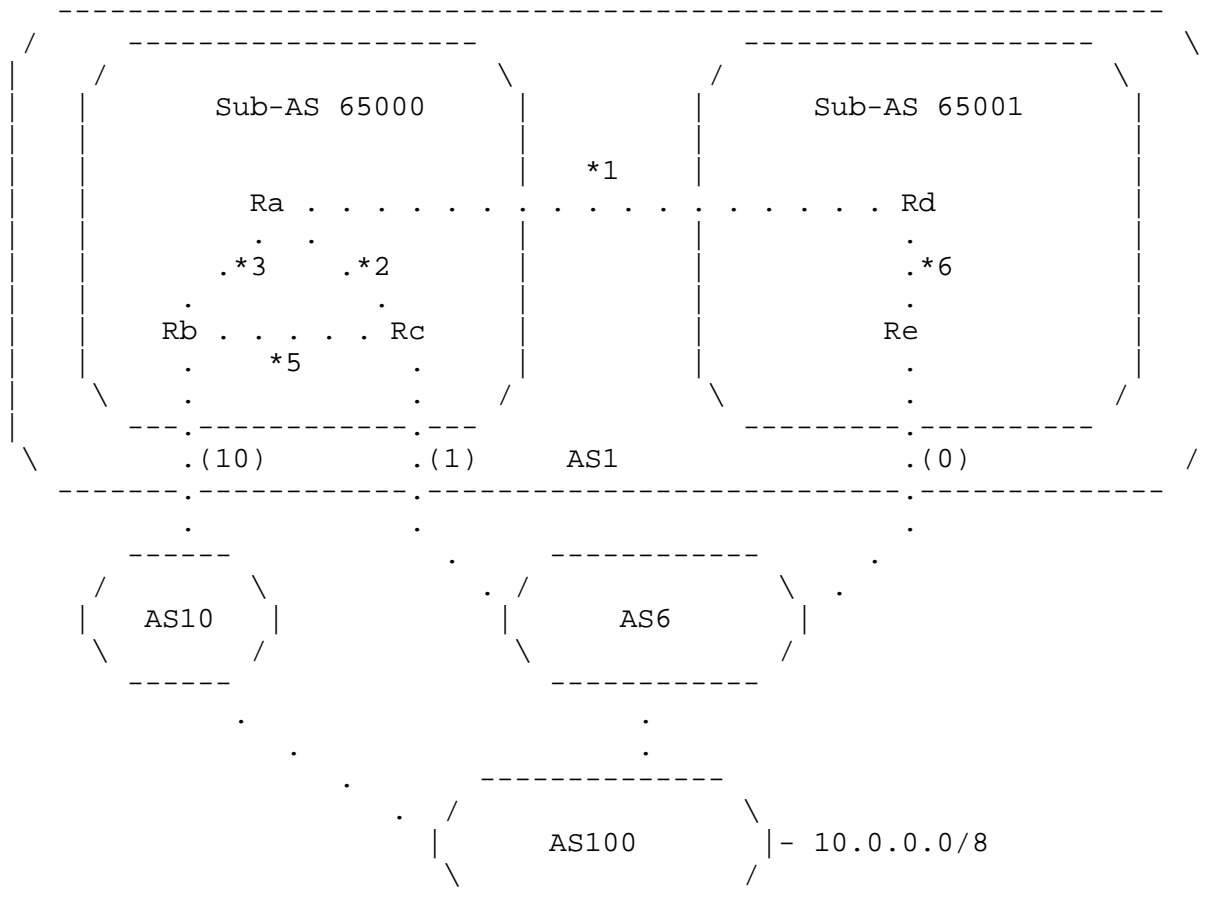 Sub-AS 65000 Sub-AS 65001
*1
Ra Rd
*3 *2 *6
Rb Rc Re
*5
(10) (1) AS1 (0)
AS10 AS6
AS100 10.0.0.0/8